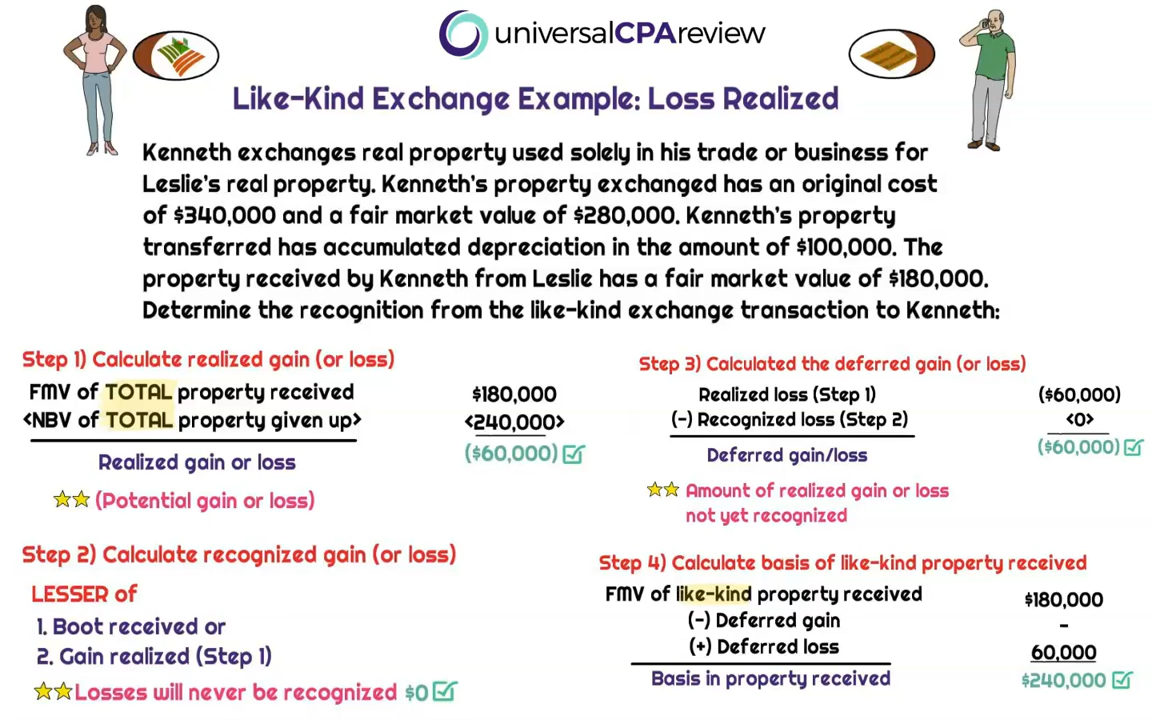 universalCPAreview
Like-Kind Exchange Example: Loss Realized
Kenneth exchanges real property used solely in his trade or business for
Leslie's real property. Kenneth's property exchanged has an original cost
of $340,000 and a fair market value of $280,000. Kenneth's property
transferred has accumulated depreciation in the amount of $100,000. The
property received by Kenneth from Leslie has a fair market value of $180,000.
Determine the recognition from the like-kind exchange transaction to Kenneth:
Step 1) Calculate realized gain (or loss)
FMV of TOTAL property received $180,000
<NBV of TOTAL property given up> <240,000>
Realized gain or loss ($60,000)
(Potential gain or loss)
Step 2) Calculate recognized gain (or loss)
LESSER of
1. Boot received or
2. Gain realized (Step 1)
Losses will never be recognized $0
Step 3) Calculated the deferred gain (or loss)
Realized loss (Step 1) ($60,000)
(-) Recognized loss (Step 2) <0>
Deferred gain/loss ($60,000)
Amount of realized gain or loss
not yet recognized
Step 4) Calculate basis of like-kind property received
FMV of like-kind property received $180,000
(-) Deferred gain -
(+) Deferred loss 60,000
Basis in property received $240,000